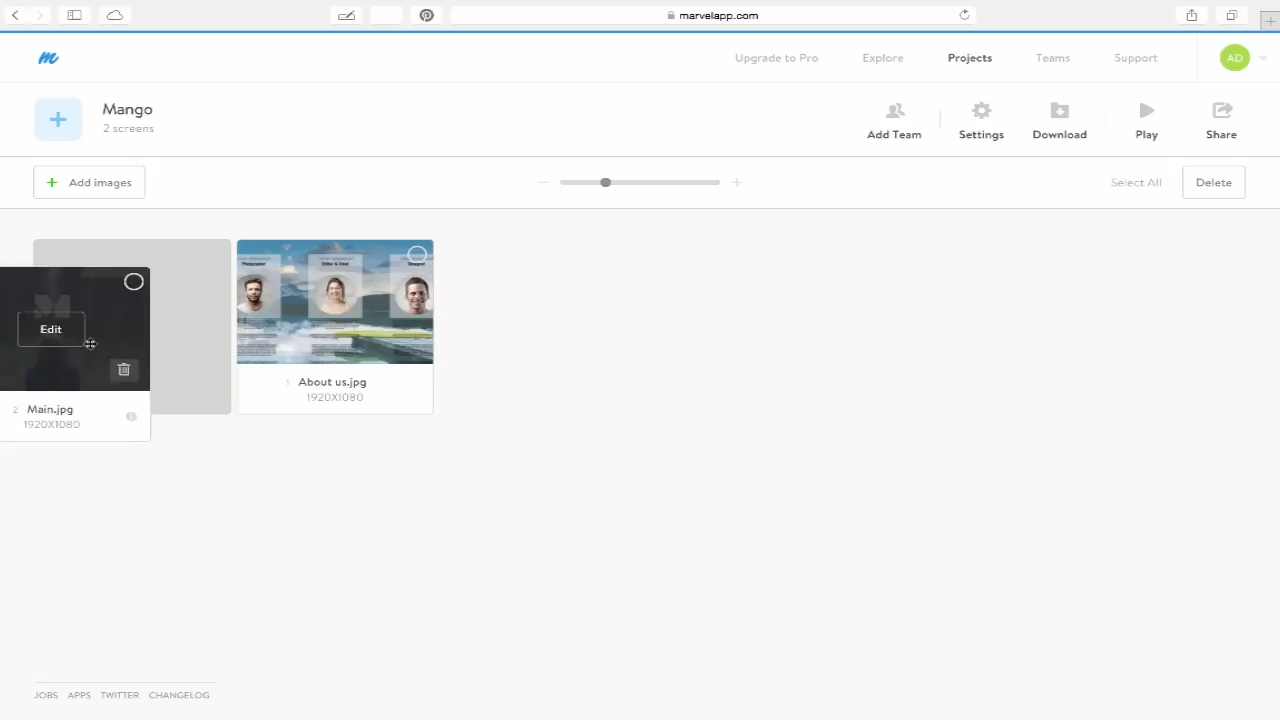 marvelapp.com
Upgrade to Pro Explore Projects Teams Support AD
Mango
2 screens
Add Team Settings Download Play Share
+ Add images
Select All Delete
Edit
Photographer
Designer
1 About us.jpg
1920X1080
2 Main.jpg
1920X1080
JOBS APPS TWITTER CHANGELOG